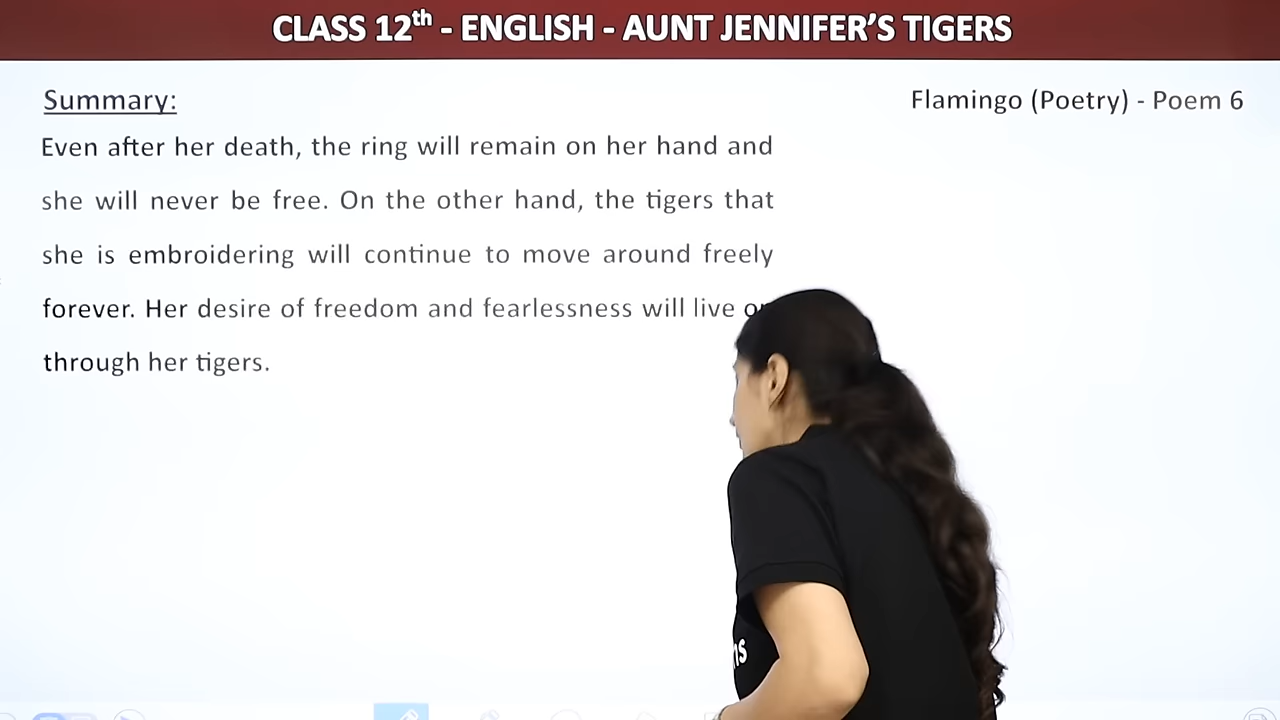 CLASS 12th - ENGLISH - AUNT JENNIFER'S TIGERS
Summary:
Flamingo (Poetry) - Poem 6
Even after her death, the ring will remain on her hand and
she will never be free. On the other hand, the tigers that
she is embroidering will continue to move around freely
forever. Her desire of freedom and fearlessness will live
through her tigers.